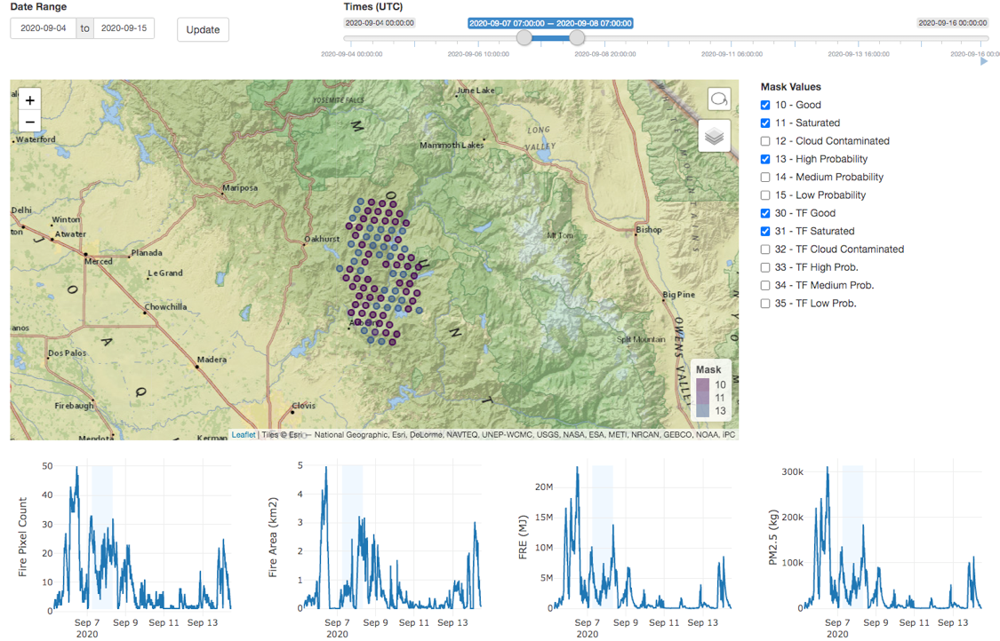 Date Range
2020-09-04 to 2020-09-15
Update
Times (UTC)
2020-09-04 00:00:00
2020-09-07 07:00:00 — 2020-09-08 07:00:00
2020-09-16 00:00:00
2020-09-04 00:00:00
2020-09-06 10:00:00
2020-09-08 20:00:00
2020-09-11 06:00:00
2020-09-13 16:00:00
2020-09-16 00:0
+
−
YOSEMITE FALLS
June Lake
LONG
VALLEY
Mammoth Lakes
Waterford
Mariposa
Delhi
Winton
ton
Atwater
Merced
Planada
Le Grand
Oakhurst
Mt Tom
Bishop
Chowchilla
Big Pine
anos
Dos Palos
Madera
Split Mountain
OWENS VALLEY
Firebaugh
Clovis
Mendota
Kerman
M
O
U
N
T
J
O
A
Q
Mask
10
11
13
Leaflet | Tiles © Esri — National Geographic, Esri, DeLorme, NAVTEQ, UNEP-WCMC, USGS, NASA, ESA, METI, NRCAN, GEBCO, NOAA, iPC
Mask Values
10 - Good
11 - Saturated
12 - Cloud Contaminated
13 - High Probability
14 - Medium Probability
15 - Low Probability
30 - TF Good
31 - TF Saturated
32 - TF Cloud Contaminated
33 - TF High Prob.
34 - TF Medium Prob.
35 - TF Low Prob.
Fire Pixel Count
50
40
30
20
10
0
Sep 7
2020
Sep 9
Sep 11
Sep 13
Fire Area (km2)
5
4
3
2
1
0
Sep 7
2020
Sep 9
Sep 11
Sep 13
FRE (MJ)
20M
15M
10M
5M
0
Sep 7
2020
Sep 9
Sep 11
Sep 13
PM2.5 (kg)
300k
200k
100k
0
Sep 7
2020
Sep 9
Sep 11
Sep 13